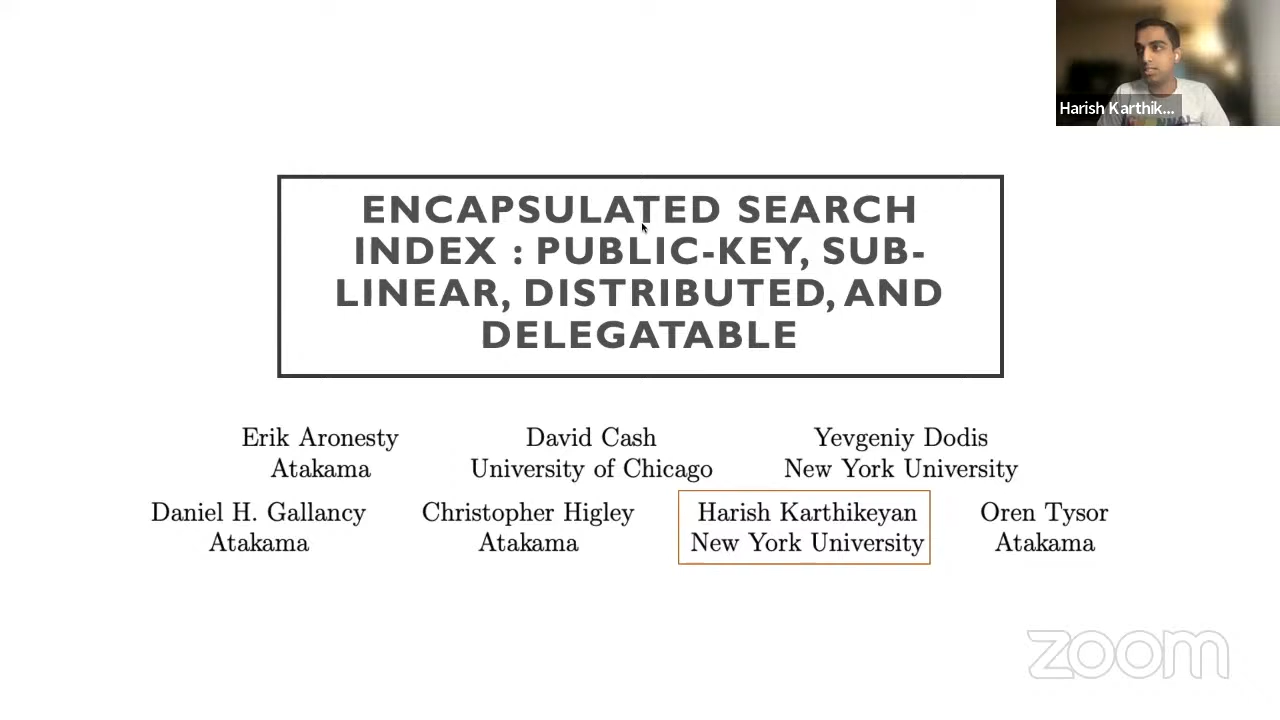 Harish Karthik...
ENCAPSULATED SEARCH
INDEX : PUBLIC-KEY, SUB-
LINEAR, DISTRIBUTED, AND
DELEGATABLE
Erik Aronesty David Cash Yevgeniy Dodis
Atakama University of Chicago New York University
Daniel H. Gallancy Christopher Higley Harish Karthikeyan Oren Tysor
Atakama Atakama New York University Atakama
zoom